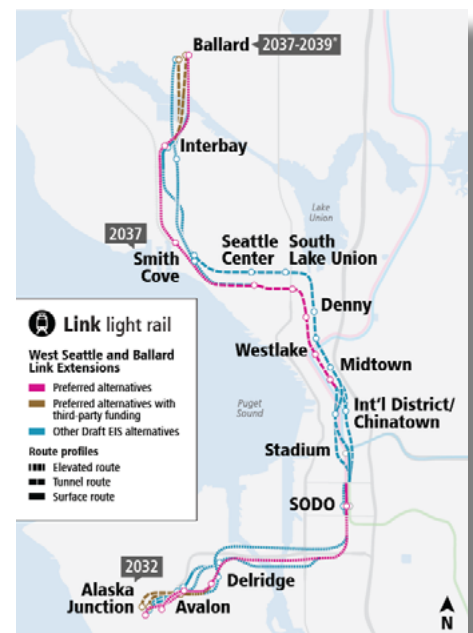 Ballard
2037-2039*
Interbay
Lake
Union
2037
Smith
Cove
Seattle
Center
South
Lake Union
Denny
Westlake
Midtown
Int'l District/
Chinatown
Puget
Sound
Stadium
SODO
2032
Alaska
Junction
Avalon
Delridge
Link light rail
West Seattle and Ballard
Link Extensions
Preferred alternatives
Preferred alternatives with
third-party funding
Other Draft EIS alternatives
Route profiles
Elevated route
Tunnel route
Surface route
N